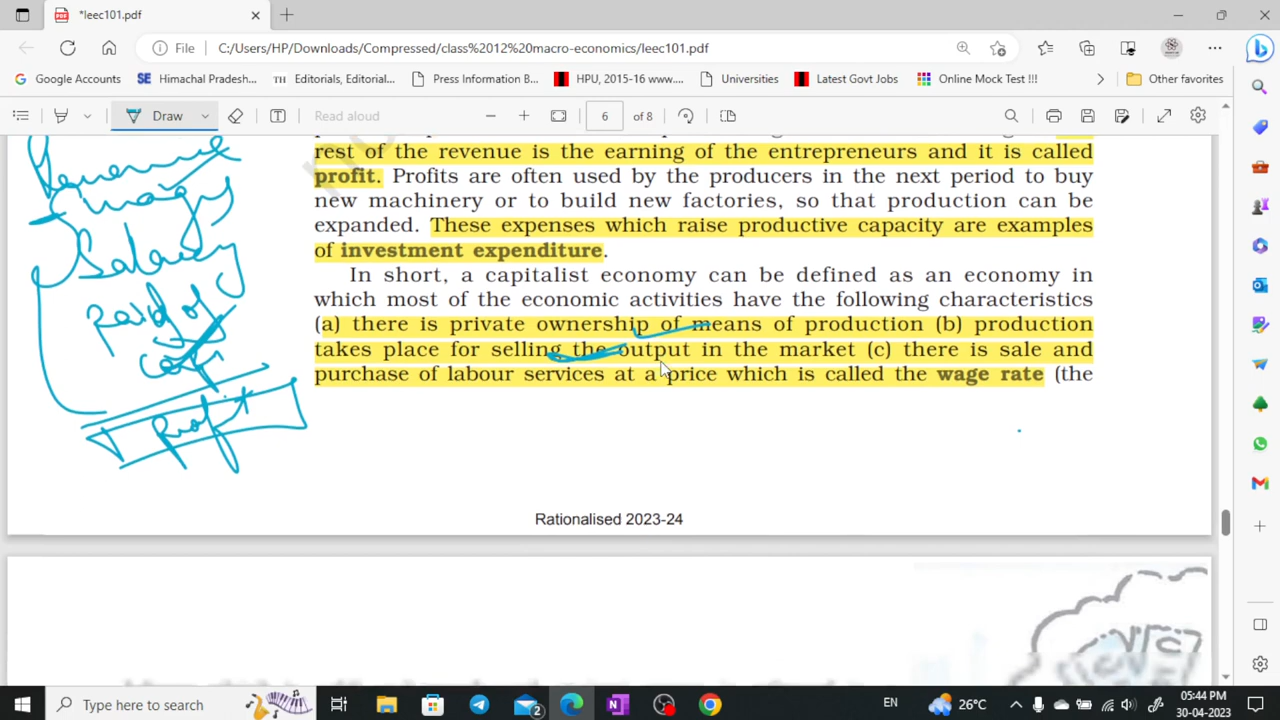 *leec101.pdf
File C:/Users/HP/Downloads/Compressed/class%2012%20macro-economics/leec101.pdf
Google Accounts SE Himachal Pradesh... TH Editorials, Editorial... Press Information B... HPU, 2015-16 www.... Universities Latest Govt Jobs Online Mock Test !!! Other favorites
Draw Read aloud 6 of 8
rest of the revenue is the earning of the entrepreneurs and it is called
profit. Profits are often used by the producers in the next period to buy
new machinery or to build new factories, so that production can be
expanded. These expenses which raise productive capacity are examples
of investment expenditure.
In short, a capitalist economy can be defined as an economy in
which most of the economic activities have the following characteristics
(a) there is private ownership of means of production (b) production
takes place for selling the output in the market (c) there is sale and
purchase of labour services at a price which is called the wage rate (the
Revenue
Salary
Paid of
Profit
Rationalised 2023-24
Type here to search
2
EN 26°C 05:44 PM
30-04-2023